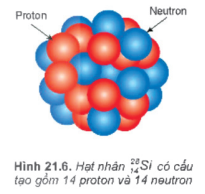 Proton
Neutron
Hình 21.6. Hạt nhân ²⁸₁₄Si có cấu
tạo gồm 14 proton và 14 neutron